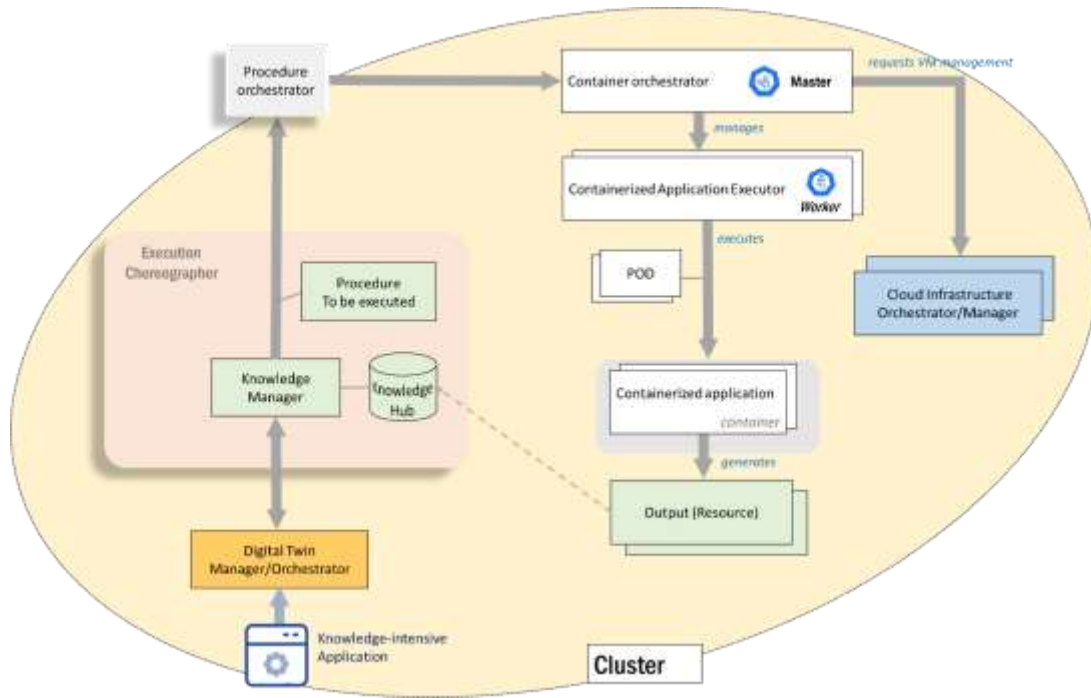 Procedure
orchestrator
Container orchestrator
Master
requests VM management
manages
Containerized Application Executor
Worker
executes
Execution
Choreographer
POD
Procedure
To be executed
Cloud Infrastructure
Orchestrator/Manager
Knowledge
Manager
Knowledge
Hub
Containerized application
container
generates
Output (Resource)
Digital Twin
Manager/Orchestrator
Knowledge-intensive
Application
Cluster